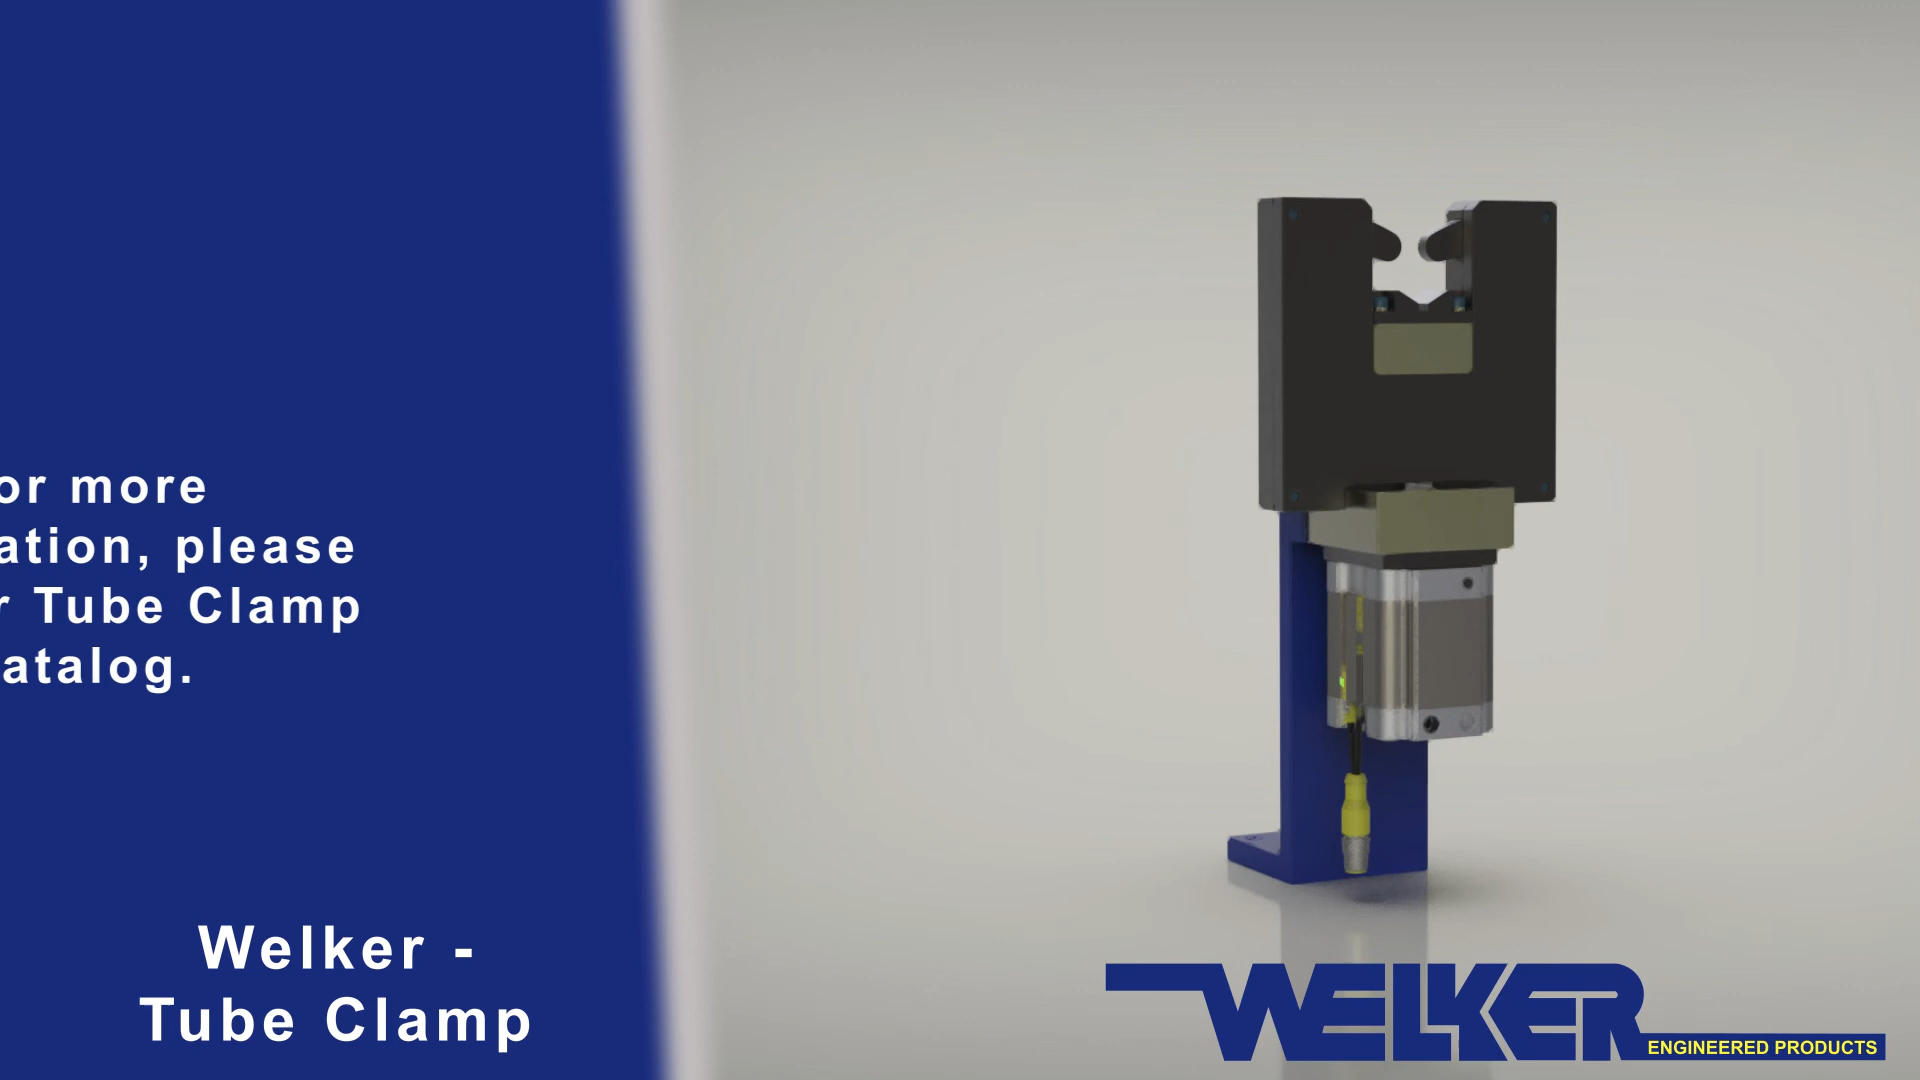 or more
ation, please
r Tube Clamp
atalog.
Welker -
Tube Clamp
WELKER
ENGINEERED PRODUCTS